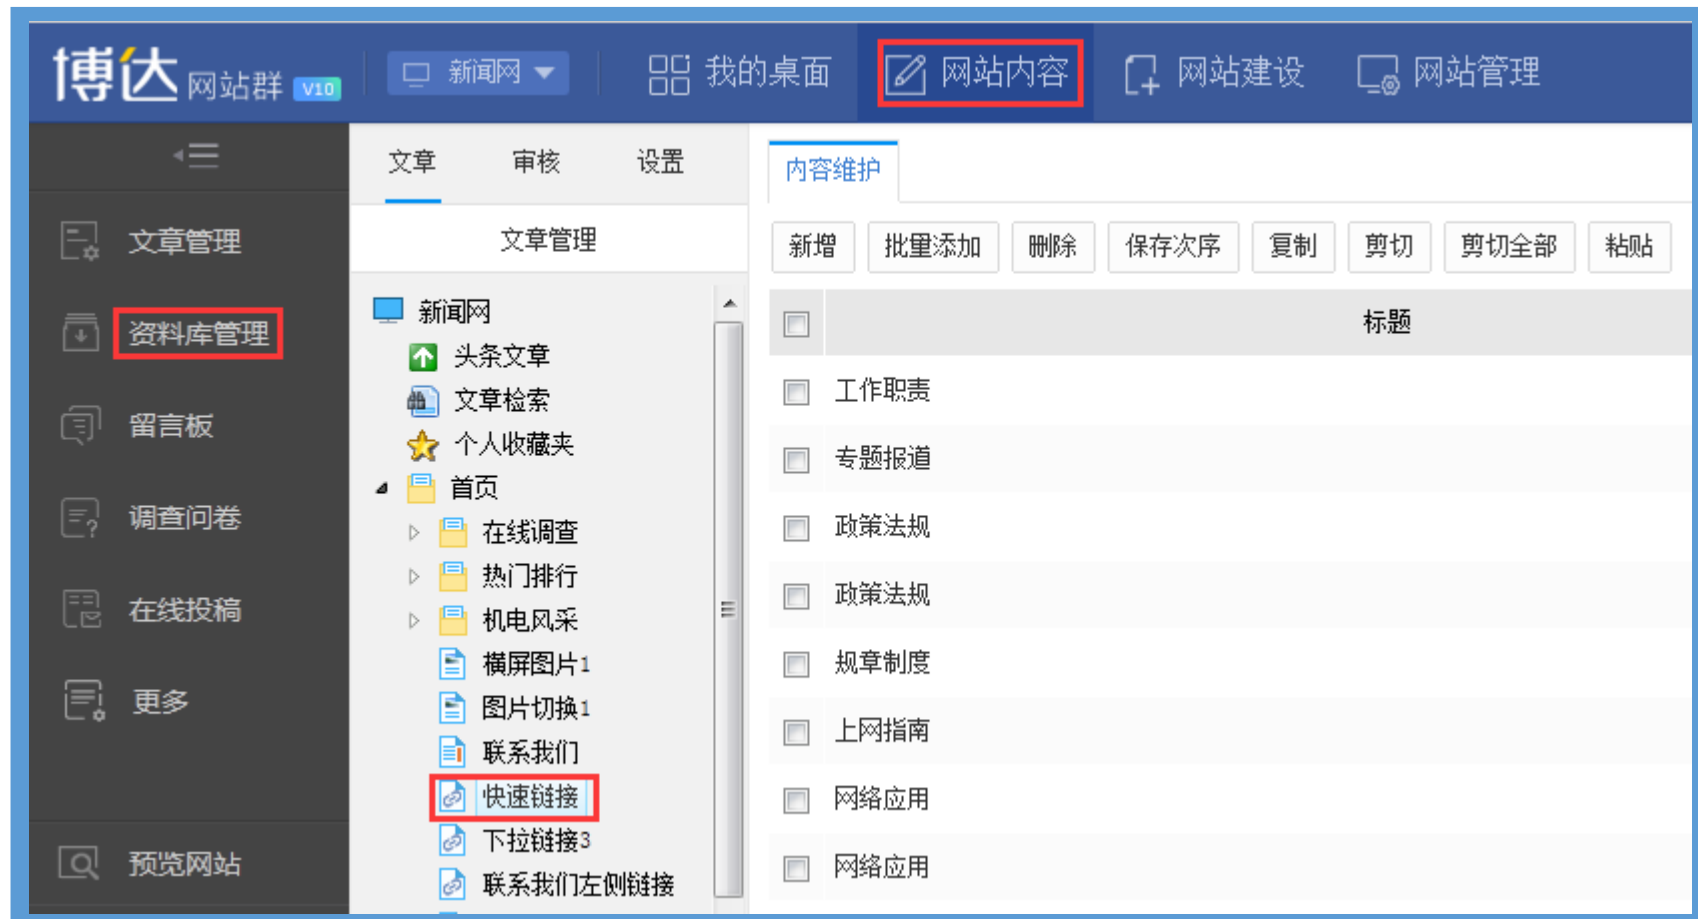 博达 网站群 V10 新闻网 我的桌面 网站内容 网站建设 网站管理
文章 审核 设置
文章管理
资料库管理
留言板
调查问卷
在线投稿
更多
预览网站
文章管理
新闻网
头条文章
文章检索
个人收藏夹
首页
在线调查
热门排行
机电风采
横屏图片1
图片切换1
联系我们
快速链接
下拉链接3
联系我们左侧链接
内容维护
新增 批量添加 删除 保存次序 复制 剪切 剪切全部 粘贴
标题
工作职责
专题报道
政策法规
政策法规
规章制度
上网指南
网络应用
网络应用